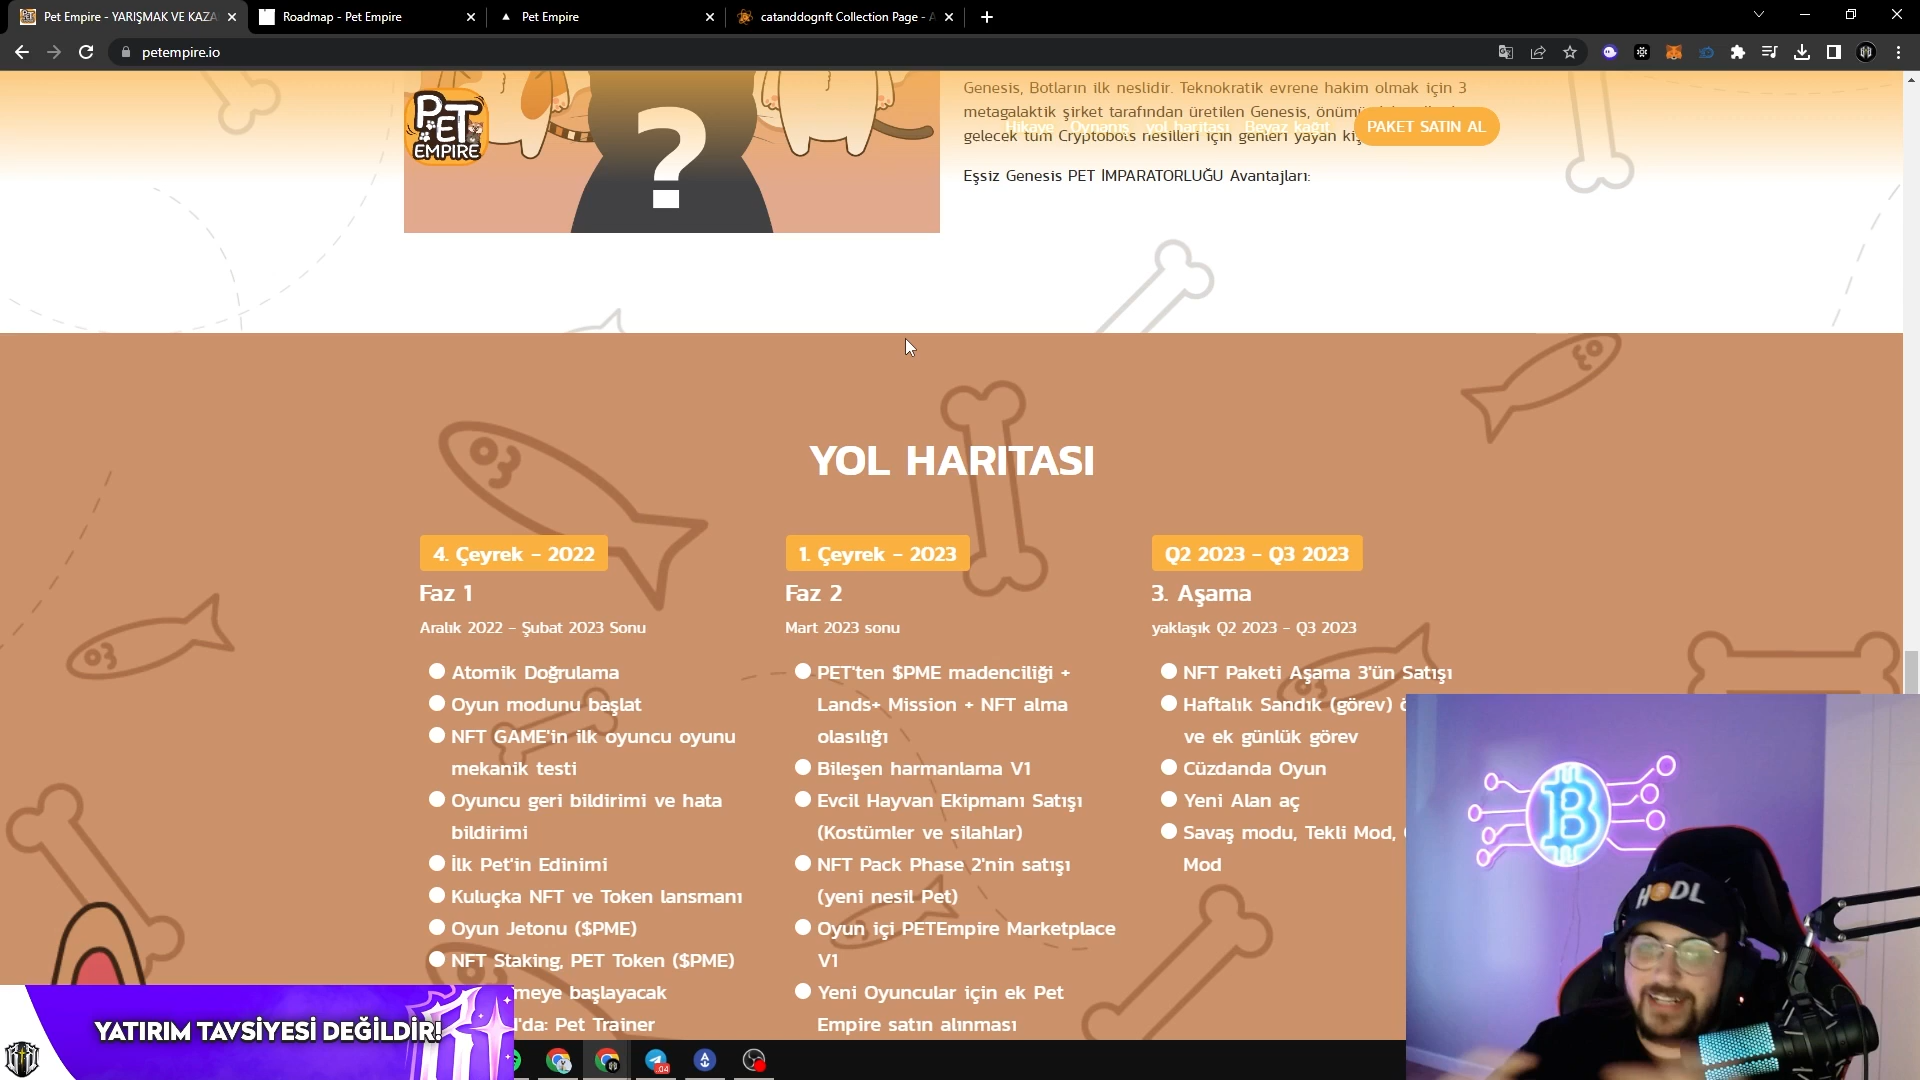 Pet Empire - YARIŞMAK VE KAZA
Roadmap - Pet Empire
Pet Empire
catanddognft Collection Page - A
petempire.io
PET
EMPIRE
?
Genesis, Botların ilk neslidir. Teknokratik evrene hakim olmak için 3
metagalaktik şirket tarafından üretilen Genesis,
gelecek tüm Cryptobots nesilleri için genleri yayan
Hikaye Oynanış yol haritası Beyaz kağıt
PAKET SATIN AL
Eşsiz Genesis PET İMPARATORLUĞU Avantajları:
YOL HARITASI
4. Çeyrek - 2022
Faz 1
Aralık 2022 - Şubat 2023 Sonu
Atomik Doğrulama
Oyun modunu başlat
NFT GAME'in ilk oyuncu oyunu
mekanik testi
Oyuncu geri bildirimi ve hata
bildirimi
İlk Pet'in Edinimi
Kuluçka NFT ve Token lansmanı
Oyun Jetonu ($PME)
NFT Staking, PET Token ($PME)
meye başlayacak
'da: Pet Trainer
1. Çeyrek - 2023
Faz 2
Mart 2023 sonu
PET'ten $PME madenciliği +
Lands+ Mission + NFT alma
olasılığı
Bileşen harmanlama V1
Evcil Hayvan Ekipmanı Satışı
(Kostümler ve silahlar)
NFT Pack Phase 2'nin satışı
(yeni nesil Pet)
Oyun içi PETEmpire Marketplace
V1
Yeni Oyuncular için ek Pet
Empire satın alınması
Q2 2023 - Q3 2023
3. Aşama
yaklaşık Q2 2023 - Q3 2023
NFT Paketi Aşama 3'ün Satışı
Haftalık Sandık (görev)
ve ek günlük görev
Cüzdanda Oyun
Yeni Alan aç
Savaş modu, Tekli Mod,
Mod
HODL
YATIRIM TAVSİYESİ DEĞİLDİR!